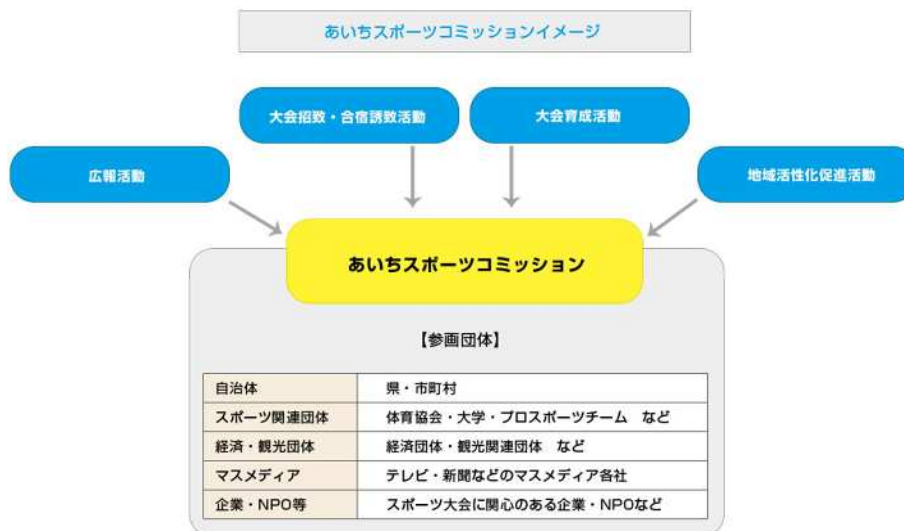 あいちスポーツコミッションイメージ
大会招致・合宿誘致活動
大会育成活動
広報活動
地域活性化促進活動
あいちスポーツコミッション
【参画団体】
自治体 県・市町村
スポーツ関連団体 体育協会・大学・プロスポーツチーム など
経済・観光団体 経済団体・観光関連団体 など
マスメディア テレビ・新聞などのマスメディア各社
企業・NPO等 スポーツ大会に関心のある企業・NPOなど